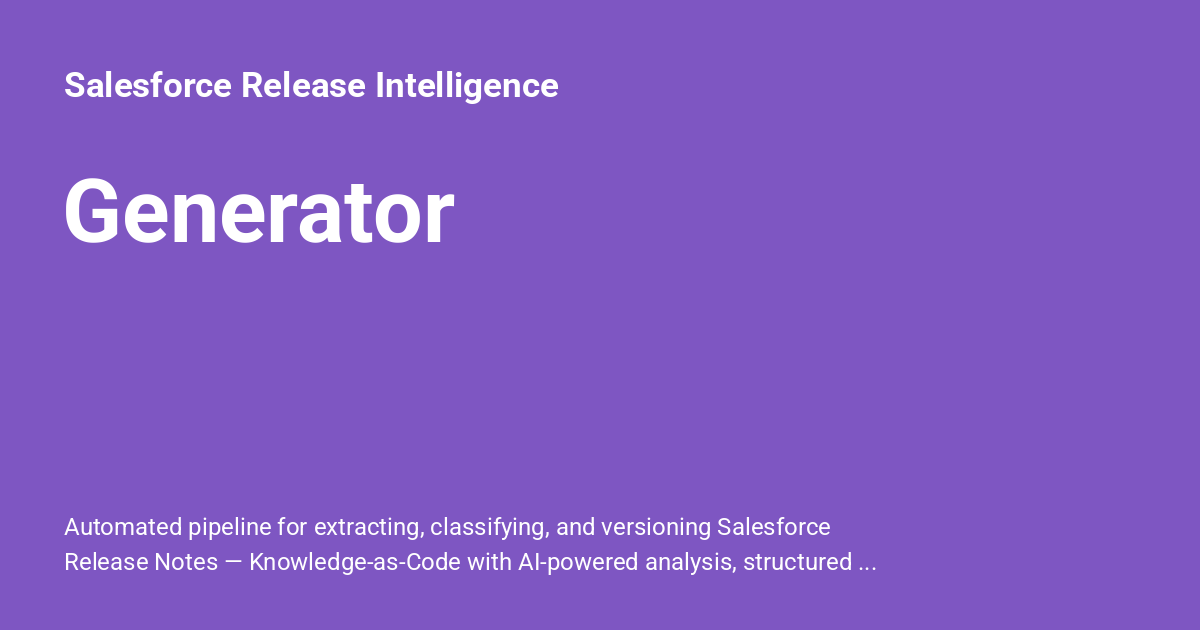 Salesforce Release Intelligence
Generator
Automated pipeline for extracting, classifying, and versioning Salesforce
Release Notes — Knowledge-as-Code with AI-powered analysis, structured ...